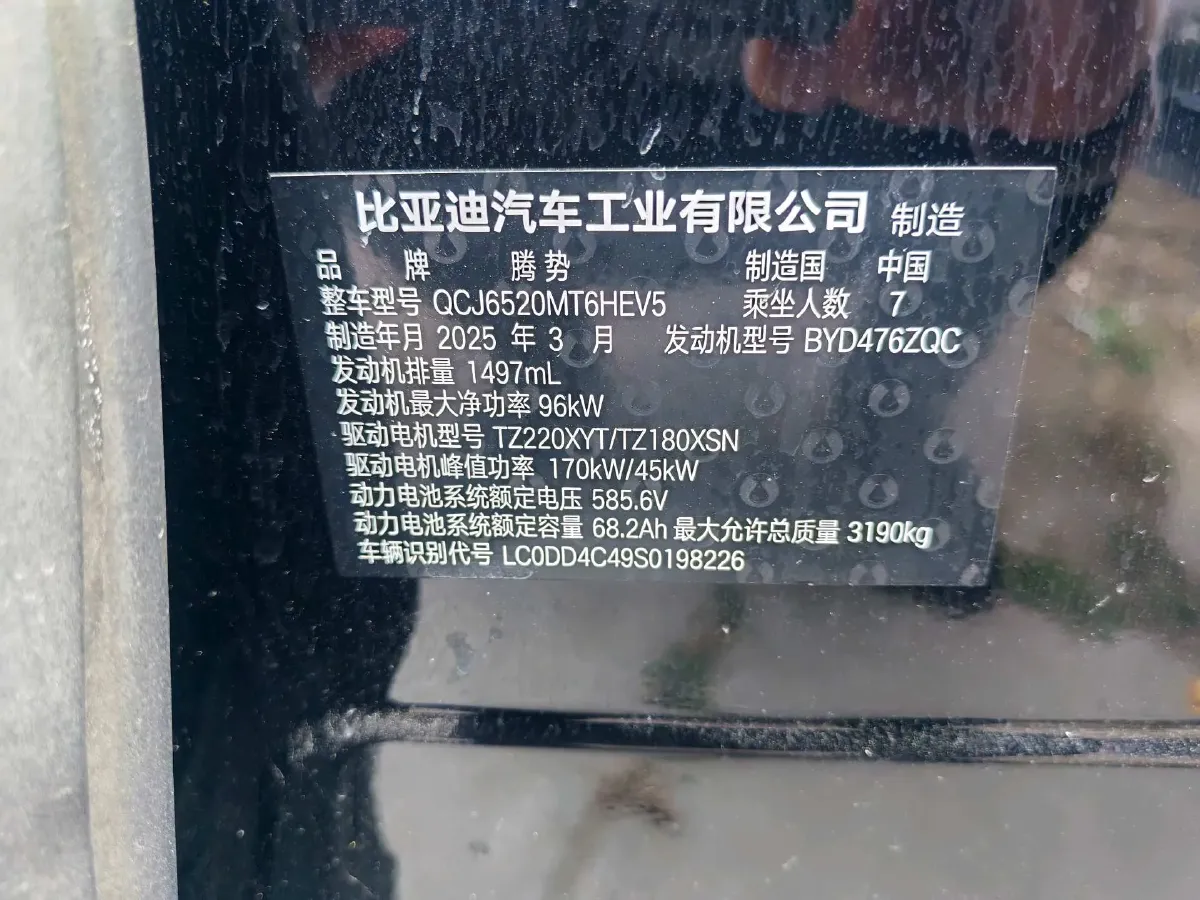 比亚迪汽车工业有限公司 制造
品 牌 腾势 制造国 中国
整车型号 QCJ6520MT6HEV5 乘坐人数 7
制造年月 2025 年 3 月 发动机型号 BYD476ZQC
发动机排量 1497mL
发动机最大净功率 96kW
驱动电机型号 TZ220XYT/TZ180XSN
驱动电机峰值功率 170kW/45kW
动力电池系统额定电压 585.6V
动力电池系统额定容量 68.2Ah 最大允许总质量 3190kg
车辆识别代号 LC0DD4C49S0198226